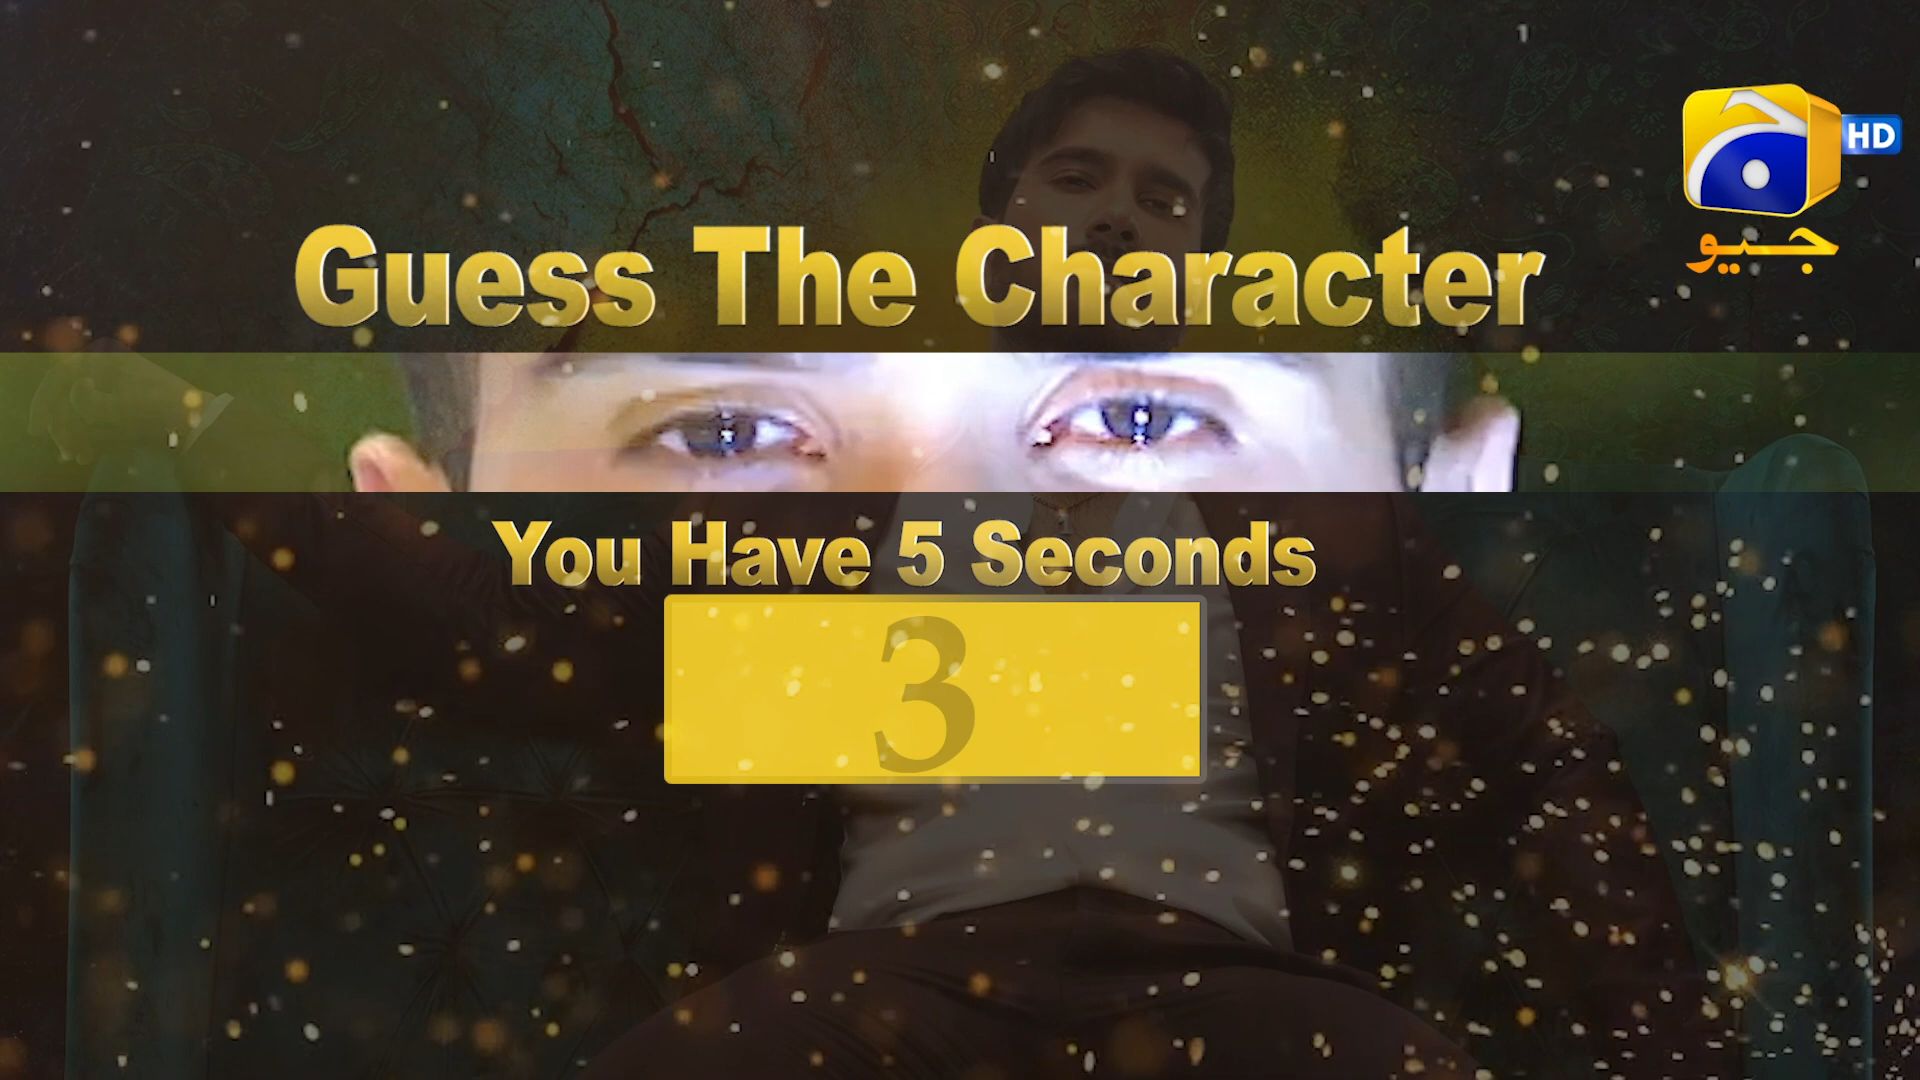 HD
جیو
Guess The Character
You Have 5 Seconds
3